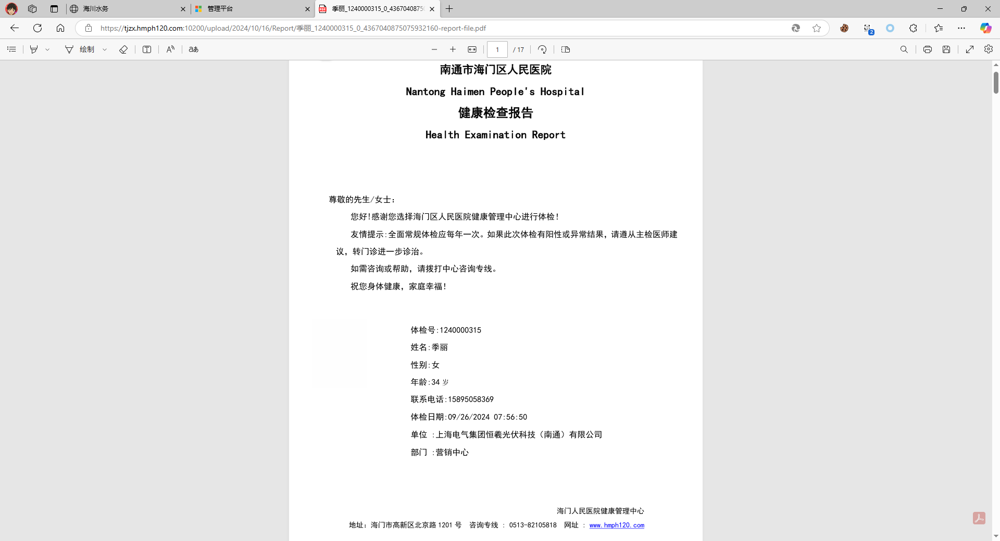 海川水务
管理平台
季丽_1240000315_0_4367040875
https://tjzx.hmph120.com:10200/upload/2024/10/16/Report/季丽_1240000315_0_4367040875075932160-report-file.pdf
2
绘制
aあ
1 / 17
南通市海门区人民医院
Nantong Haimen People's Hospital
健康检查报告
Health Examination Report
尊敬的先生/女士:
您好!感谢您选择海门区人民医院健康管理中心进行体检!
友情提示:全面常规体检应每年一次。如果此次体检有阳性或异常结果，请遵从主检医师建
议，转门诊进一步诊治。
如需咨询或帮助，请拨打中心咨询专线。
祝您身体健康，家庭幸福!
体检号:1240000315
姓名:季丽
性别:女
年龄:34 岁
联系电话:15895058369
体检日期:09/26/2024 07:56:50
单位 :上海电气集团恒羲光伏科技（南通）有限公司
部门 :营销中心
海门人民医院健康管理中心
地址: 海门市高新区北京路 1201 号 咨询专线 : 0513-82105818 网址 : www.hmph120.com